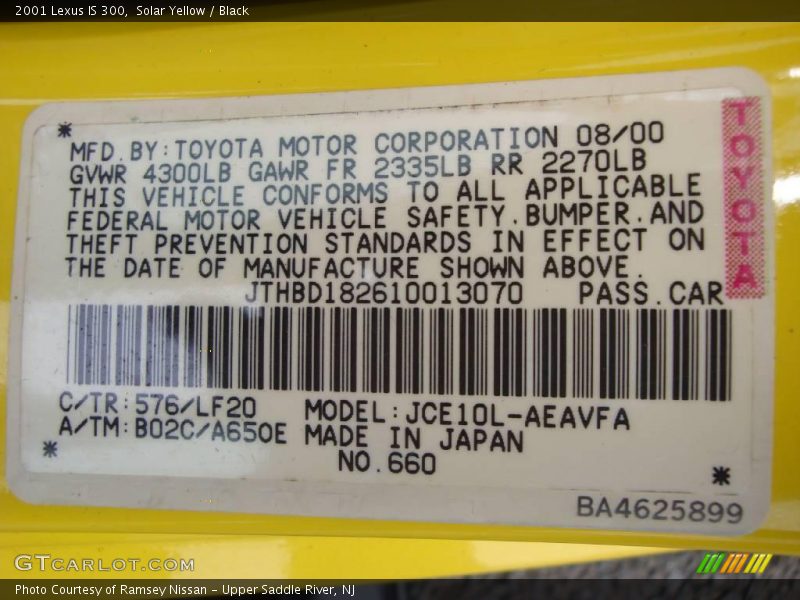 2001 Lexus IS 300,  Solar Yellow / Black
MFD.BY:TOYOTA MOTOR CORPORATION 08/00
GVWR 4300LB GAWR FR 2335LB RR 2270LB
THIS VEHICLE CONFORMS TO ALL APPLICABLE
FEDERAL MOTOR VEHICLE SAFETY.BUMPER.AND
THEFT PREVENTION STANDARDS IN EFFECT ON
THE DATE OF MANUFACTURE SHOWN ABOVE.
JTHBD182610013070 PASS.CAR
TOYOTA
C/TR:576/LF20 MODEL:JCE10L-AEAVFA
A/TM:B02C/A650E MADE IN JAPAN
NO.660
BA4625899
GTCARLOT.COM
Photo Courtesy of Ramsey Nissan - Upper Saddle River, NJ